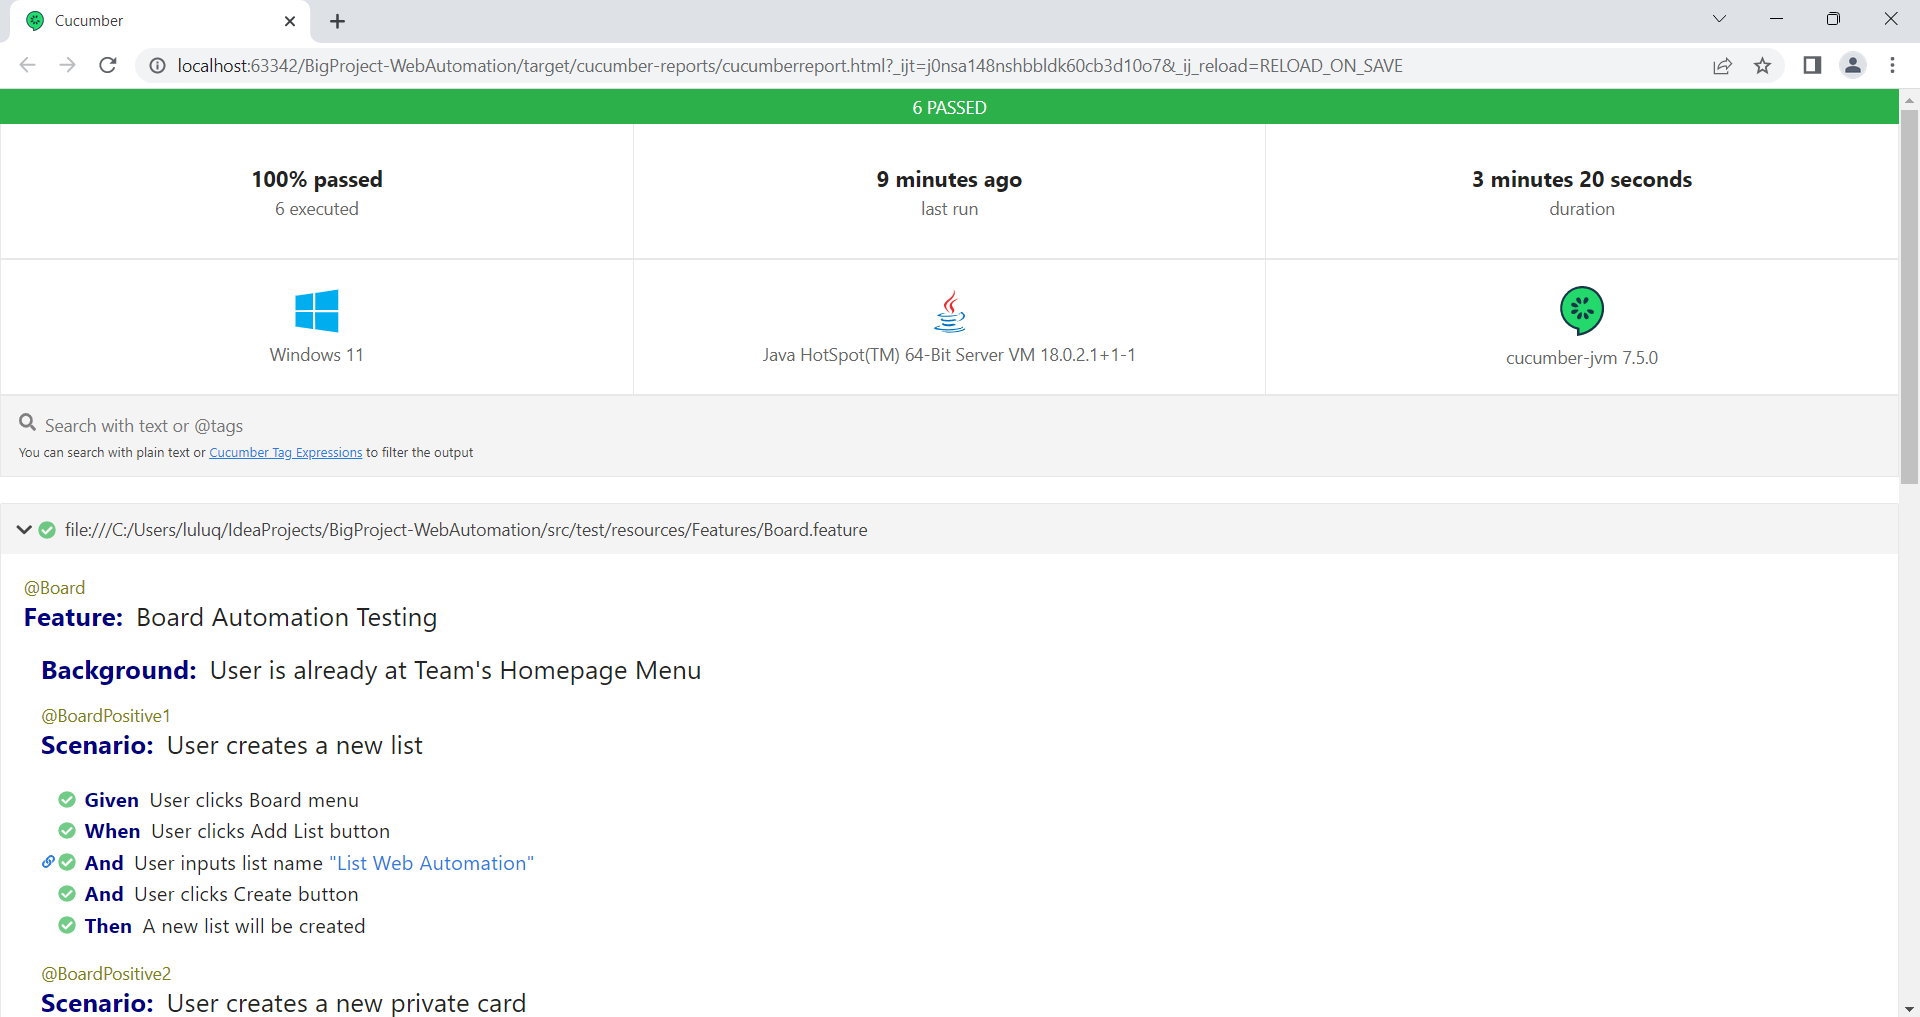 Cucumber
localhost:63342/BigProject-WebAutomation/target/cucumber-reports/cucumberreport.html?_ijt=j0nsa148nshbbldk60cb3d10o7&_ij_reload=RELOAD_ON_SAVE
6 PASSED
100% passed
6 executed
9 minutes ago
last run
3 minutes 20 seconds
duration
Windows 11
Java HotSpot(TM) 64-Bit Server VM 18.0.2.1+1-1
cucumber-jvm 7.5.0
Search with text or @tags
You can search with plain text or Cucumber Tag Expressions to filter the output
file:///C:/Users/luluq/IdeaProjects/BigProject-WebAutomation/src/test/resources/Features/Board.feature
@Board
Feature: Board Automation Testing
Background: User is already at Team's Homepage Menu
@BoardPositive1
Scenario: User creates a new list
Given User clicks Board menu
When User clicks Add List button
And User inputs list name "List Web Automation"
And User clicks Create button
Then A new list will be created
@BoardPositive2
Scenario: User creates a new private card